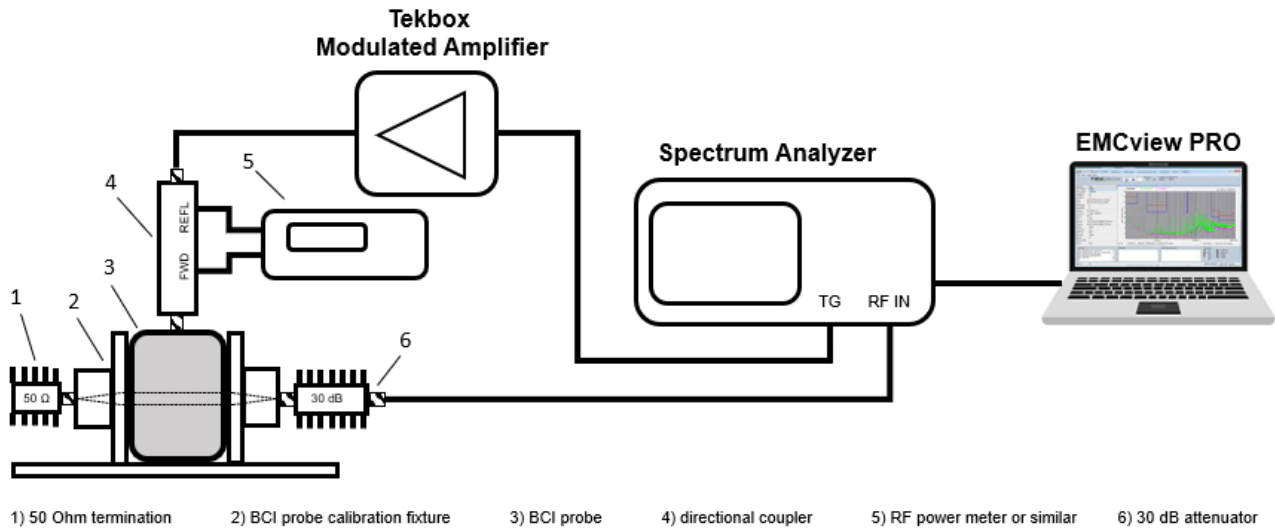 Tekbox
Modulated Amplifier
EMCview PRO
Spectrum Analyzer
5
4
REFL
FWD
3
TG
RF IN
1
2
6
50 Ω
30 dB
1) 50 Ohm termination
2) BCI probe calibration fixture
3) BCI probe
4) directional coupler
5) RF power meter or similar
6) 30 dB attenuator